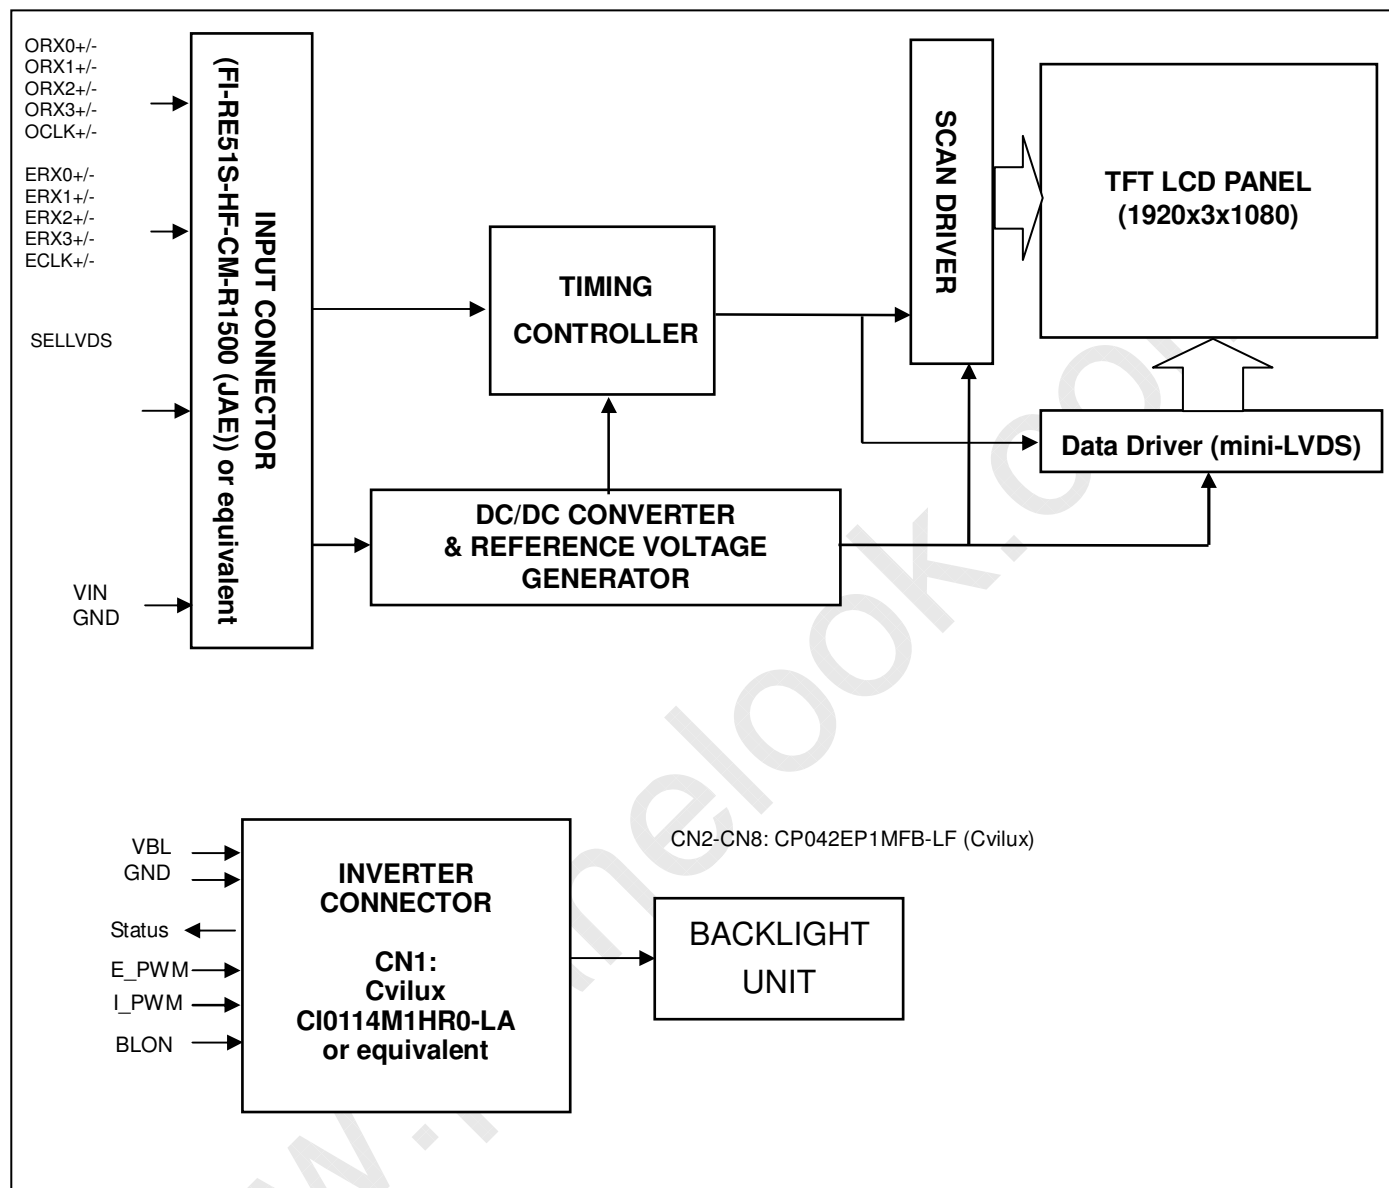 ORX0+/-
ORX1+/-
ORX2+/-
ORX3+/-
OCLK+/-
ERX0+/-
ERX1+/-
ERX2+/-
ERX3+/-
ECLK+/-
SELLVDS
VIN
GND
INPUT CONNECTOR
(FI-RE51S-HF-CM-R1500 (JAE)) or equivalent
TIMING
CONTROLLER
SCAN DRIVER
TFT LCD PANEL
(1920x3x1080)
Data Driver (mini-LVDS)
DC/DC CONVERTER
& REFERENCE VOLTAGE
GENERATOR
VBL
GND
Status
E_PWM
I_PWM
BLON
INVERTER
CONNECTOR
CN1:
Cvilux
CI0114M1HR0-LA
or equivalent
CN2-CN8: CP042EP1MFB-LF (Cvilux)
BACKLIGHT
UNIT